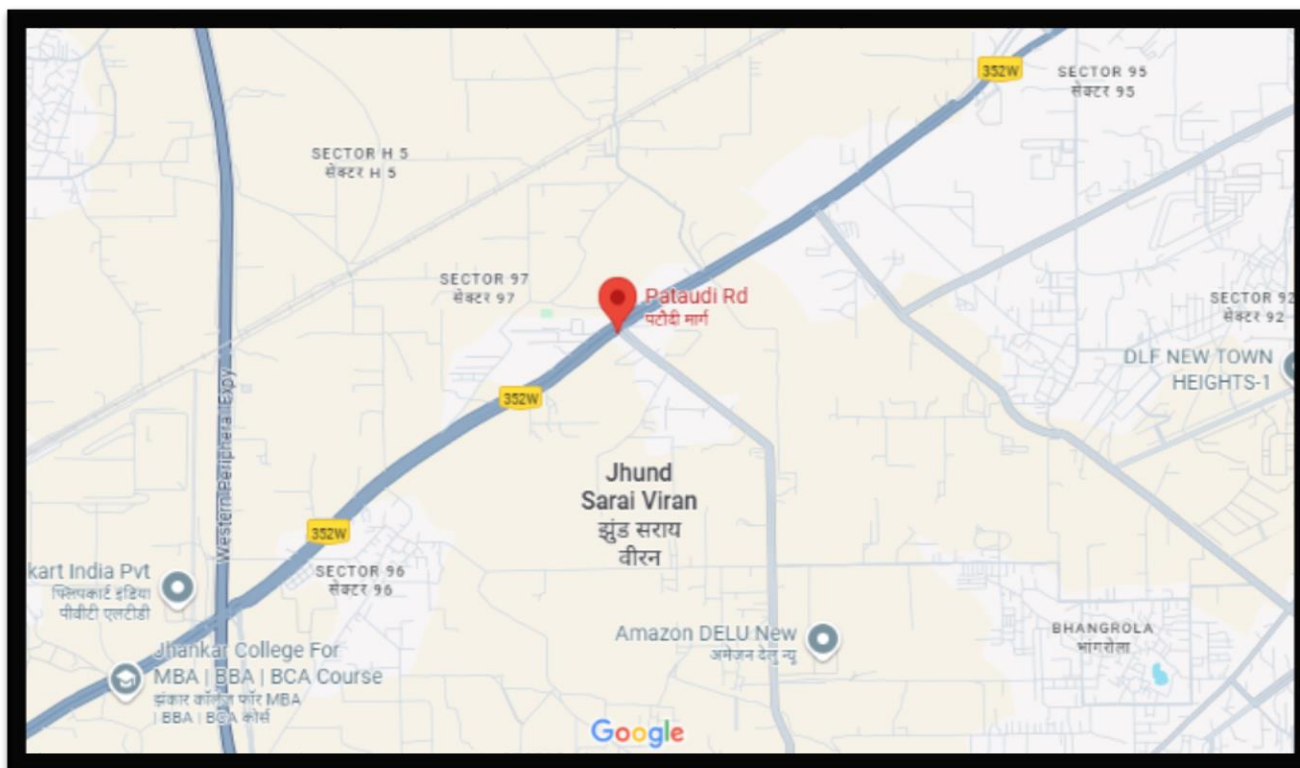 352W
SECTOR 95
सेक्टर 95
SECTOR H 5
सेक्टर H 5
SECTOR 97
सेक्टर 97
Pataudi Rd
पटौदी मार्ग
SECTOR 92
सेक्टर 92
DLF NEW TOWN
HEIGHTS-1
352W
Western Peripheral Expy
Jhund
Sarai Viran
झुंड सराय
वीरन
352W
SECTOR 96
सेक्टर 96
kart India Pvt
फ्लिपकार्ट इंडिया
पीवीटी एलटीडी
Amazon DELU New
अमेजन देलु न्यू
BHANGROLA
भांगरोला
Jhankar College For
MBA | BBA | BCA Course
झंकार कॉलेज फॉर MBA
| BBA | BCA कोर्स
Google